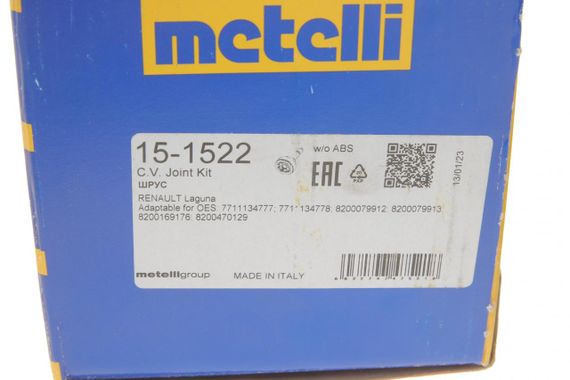 metelli
15-1522
w/o ABS
C.V. Joint Kit
ШРУС
EAC
PAP
13/01/23
RENAULT Laguna
Adaptable for OES 7711134777; 7711134778; 8200079912; 8200079913;
8200169176; 8200470129
metelligroup
MADE IN ITALY